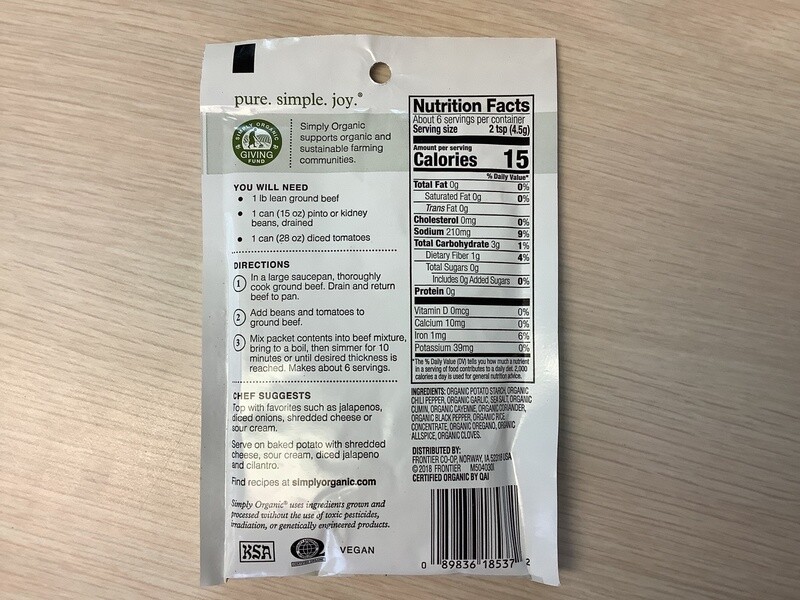 pure. simple. joy.®
SIMPLY ORGANIC
GIVING
FUND
Simply Organic
supports organic and
sustainable farming
communities.
YOU WILL NEED
• 1 lb lean ground beef
• 1 can (15 oz) pinto or kidney
beans, drained
• 1 can (28 oz) diced tomatoes
DIRECTIONS
1 In a large saucepan, thoroughly
cook ground beef. Drain and return
beef to pan.
2 Add beans and tomatoes to
ground beef.
3 Mix packet contents into beef mixture,
bring to a boil, then simmer for 10
minutes or until desired thickness is
reached. Makes about 6 servings.
CHEF SUGGESTS
Top with favorites such as jalapenos,
diced onions, shredded cheese or
sour cream.
Serve on baked potato with shredded
cheese, sour cream, diced jalapeno
and cilantro.
Find recipes at simplyorganic.com
Simply Organic® uses ingredients grown and
processed without the use of toxic pesticides,
irradiation, or genetically engineered products.
KSA
VEGAN
Nutrition Facts
About 6 servings per container
Serving size 2 tsp (4.5g)
Amount per serving
Calories 15
% Daily Value*
Total Fat 0g 0%
Saturated Fat 0g 0%
Trans Fat 0g
Cholesterol 0mg 0%
Sodium 210mg 9%
Total Carbohydrate 3g 1%
Dietary Fiber 1g 4%
Total Sugars 0g
Includes 0g Added Sugars 0%
Protein 0g
Vitamin D 0mcg 0%
Calcium 10mg 0%
Iron 1mg 6%
Potassium 39mg 0%
*The % Daily Value (DV) tells you how much a nutrient
in a serving of food contributes to a daily diet. 2,000
calories a day is used for general nutrition advice.
INGREDIENTS: ORGANIC POTATO STARCH, ORGANIC
CHILI PEPPER, ORGANIC GARLIC, SEA SALT, ORGANIC
CUMIN, ORGANIC CAYENNE, ORGANIC CORIANDER,
ORGANIC BLACK PEPPER, ORGANIC RICE
CONCENTRATE, ORGANIC OREGANO, ORGANIC
ALLSPICE, ORGANIC CLOVES.
DISTRIBUTED BY:
FRONTIER CO-OP, NORWAY, IA 52318 USA
© 2018 FRONTIER M504030I
CERTIFIED ORGANIC BY QAI
0 89836 18537 2